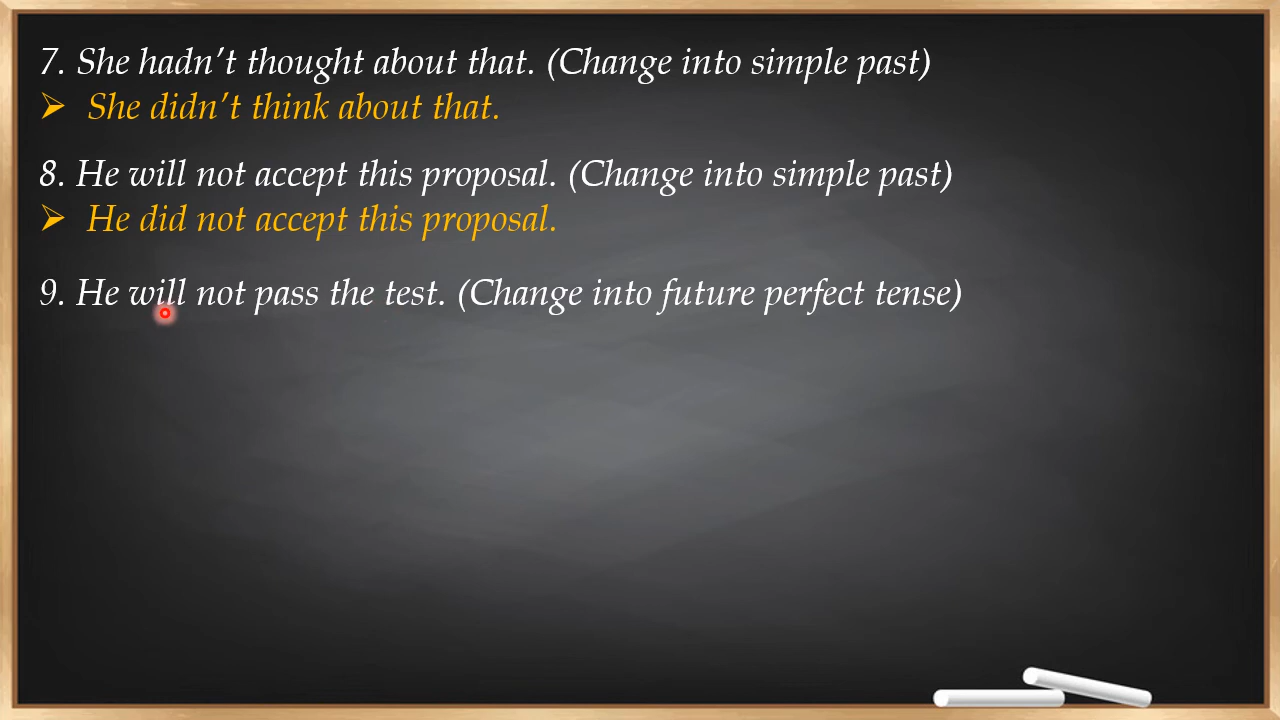 7. She hadn’t thought about that. (Change into simple past)
➢ She didn’t think about that.
8. He will not accept this proposal. (Change into simple past)
➢ He did not accept this proposal.
9. He will not pass the test. (Change into future perfect tense)